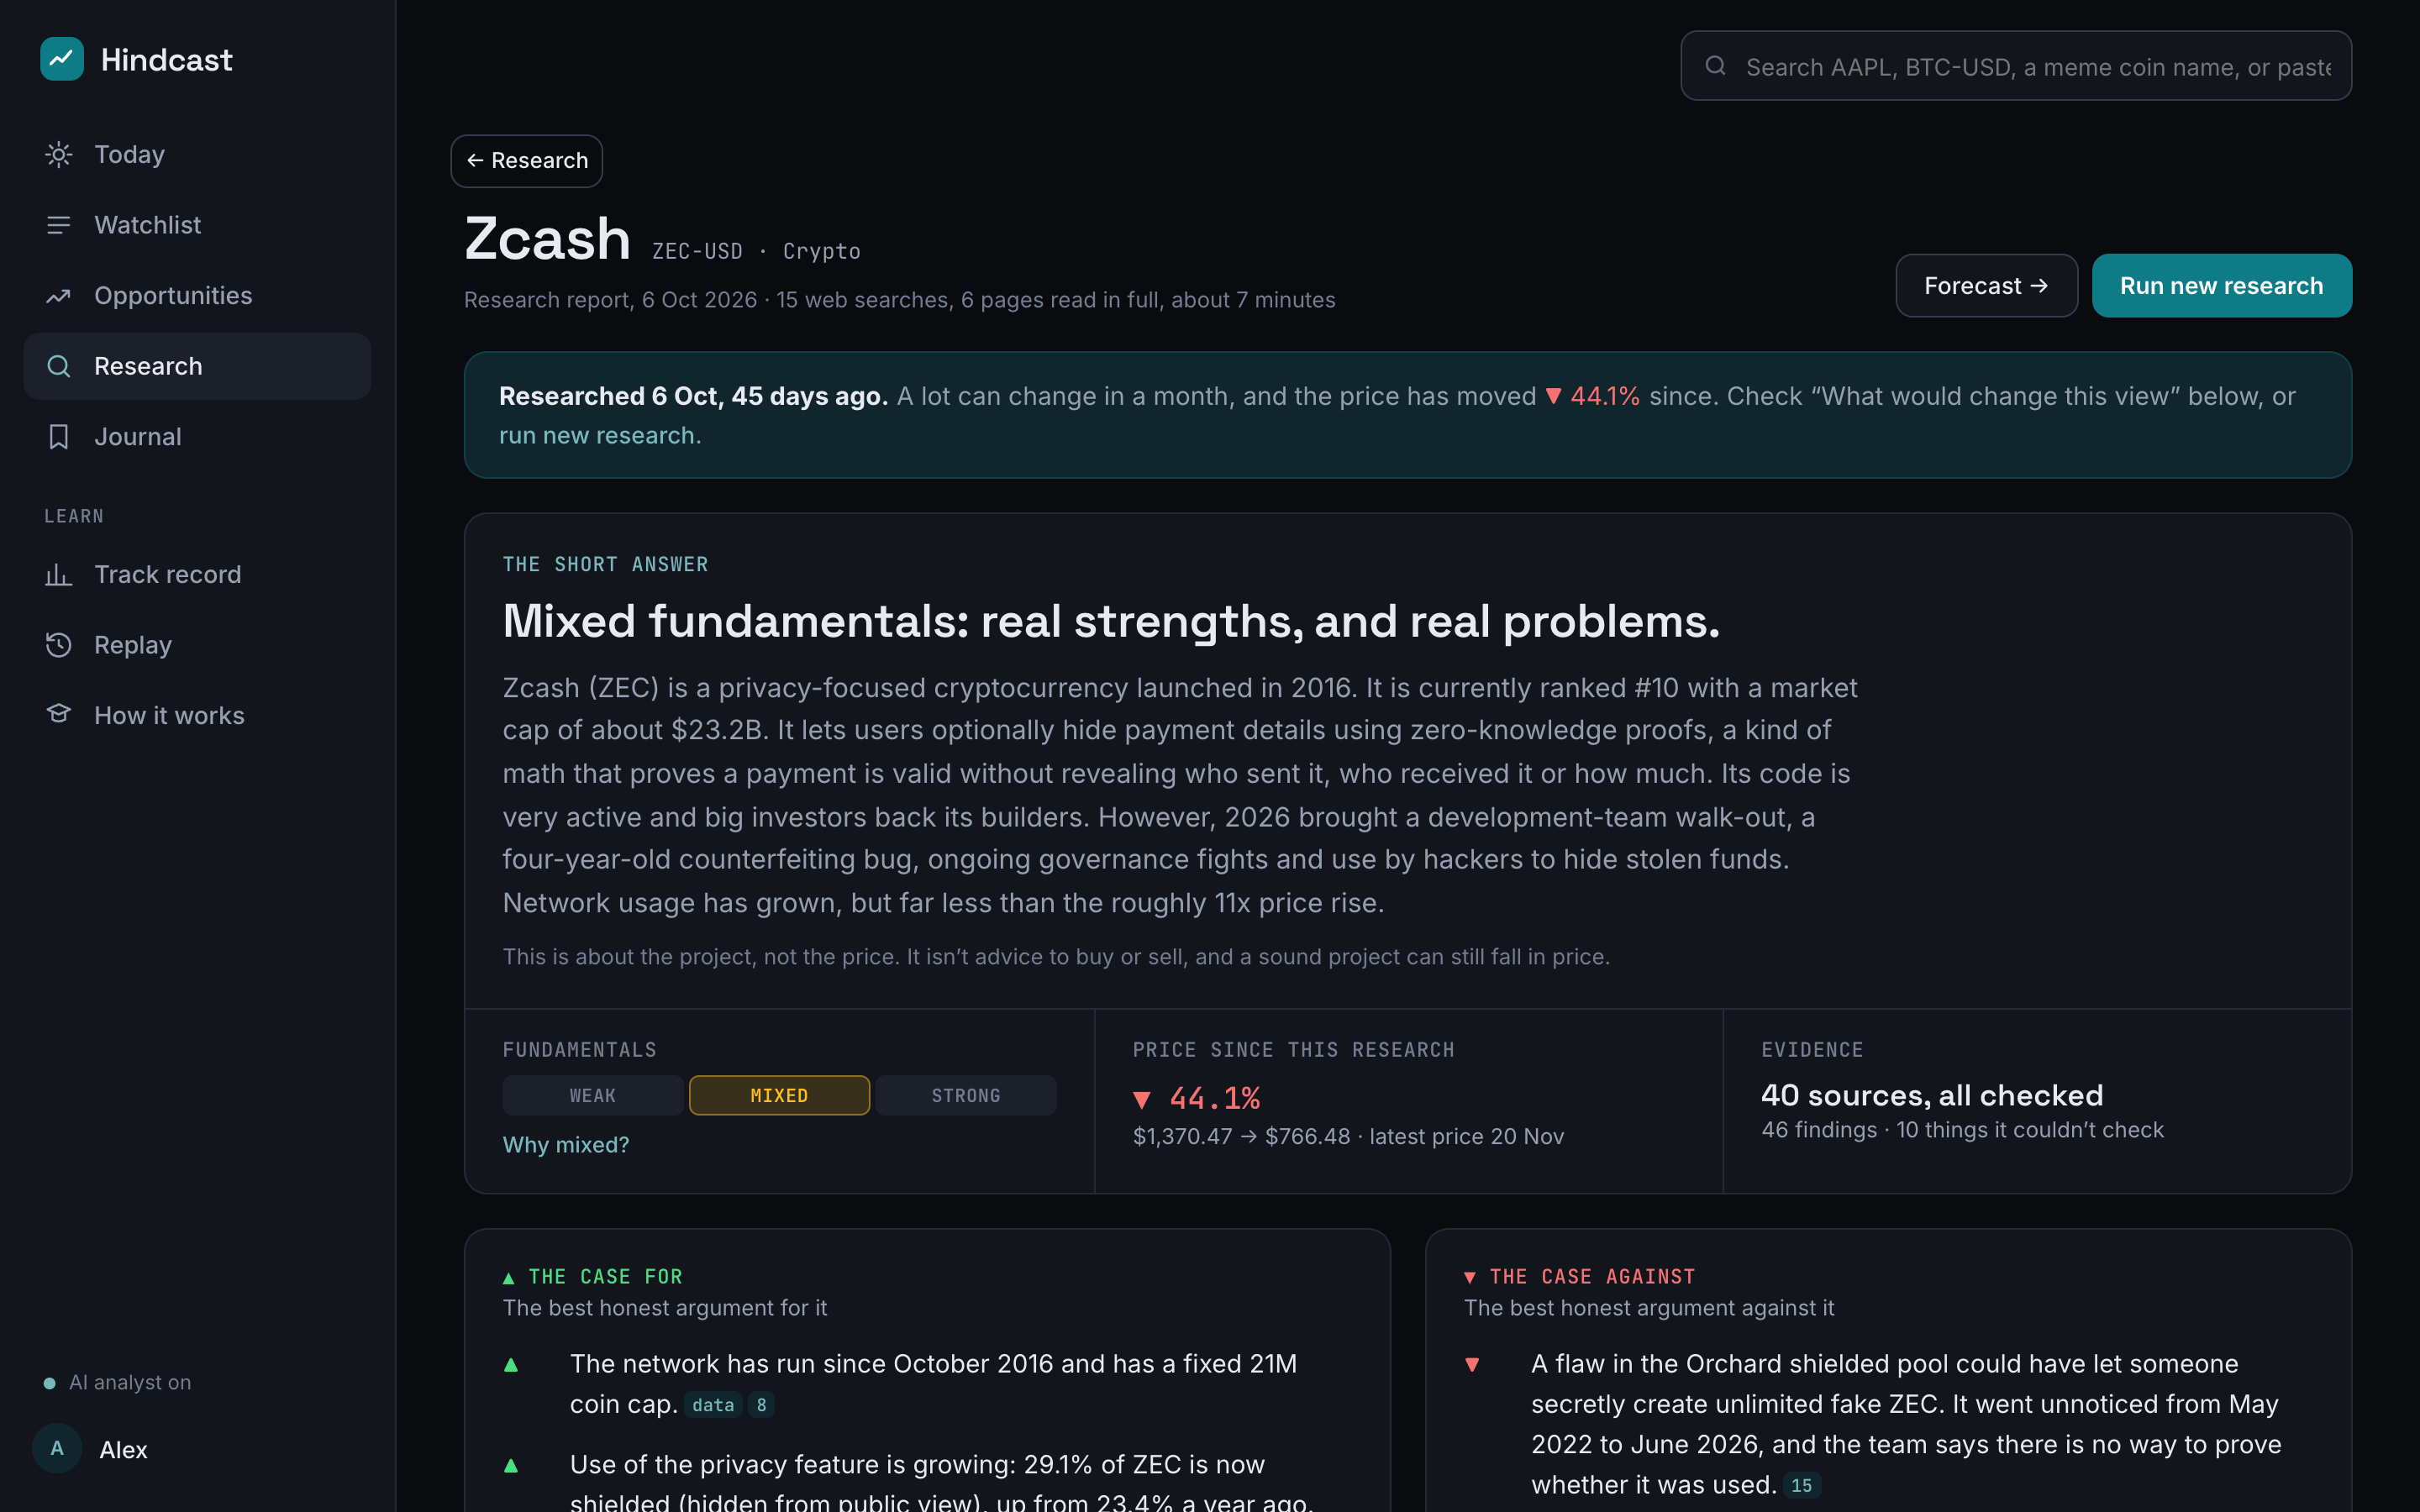 Hindcast
Search AAPL, BTC-USD, a meme coin name, or paste
Today
Watchlist
Opportunities
Research
Journal
LEARN
Track record
Replay
How it works
AI analyst on
A
Alex
← Research
Zcash ZEC-USD · Crypto
Research report, 6 Oct 2026 · 15 web searches, 6 pages read in full, about 7 minutes
Forecast →
Run new research
Researched 6 Oct, 45 days ago. A lot can change in a month, and the price has moved ▼ 44.1% since. Check “What would change this view” below, or
run new research.
THE SHORT ANSWER
Mixed fundamentals: real strengths, and real problems.
Zcash (ZEC) is a privacy-focused cryptocurrency launched in 2016. It is currently ranked #10 with a market
cap of about $23.2B. It lets users optionally hide payment details using zero-knowledge proofs, a kind of
math that proves a payment is valid without revealing who sent it, who received it or how much. Its code is
very active and big investors back its builders. However, 2026 brought a development-team walk-out, a
four-year-old counterfeiting bug, ongoing governance fights and use by hackers to hide stolen funds.
Network usage has grown, but far less than the roughly 11x price rise.
This is about the project, not the price. It isn’t advice to buy or sell, and a sound project can still fall in price.
FUNDAMENTALS
WEAK MIXED STRONG
Why mixed?
PRICE SINCE THIS RESEARCH
▼ 44.1%
$1,370.47 → $766.48 · latest price 20 Nov
EVIDENCE
40 sources, all checked
46 findings · 10 things it couldn’t check
▲ THE CASE FOR
The best honest argument for it
▲ The network has run since October 2016 and has a fixed 21M
coin cap. data 8
▲ Use of the privacy feature is growing: 29.1% of ZEC is now
shielded (hidden from public view), up from 23.4% a year ago.
▼ THE CASE AGAINST
The best honest argument against it
▼ A flaw in the Orchard shielded pool could have let someone
secretly create unlimited fake ZEC. It went unnoticed from May
2022 to June 2026, and the team says there is no way to prove
whether it was used. 15